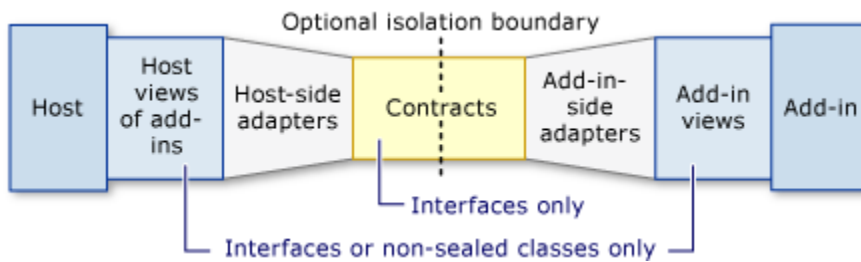 Optional isolation boundary
Host
Host
views
of add-
ins
Host-side
adapters
Contracts
Add-in-
side
adapters
Add-in
views
Add-in
Interfaces only
Interfaces or non-sealed classes only